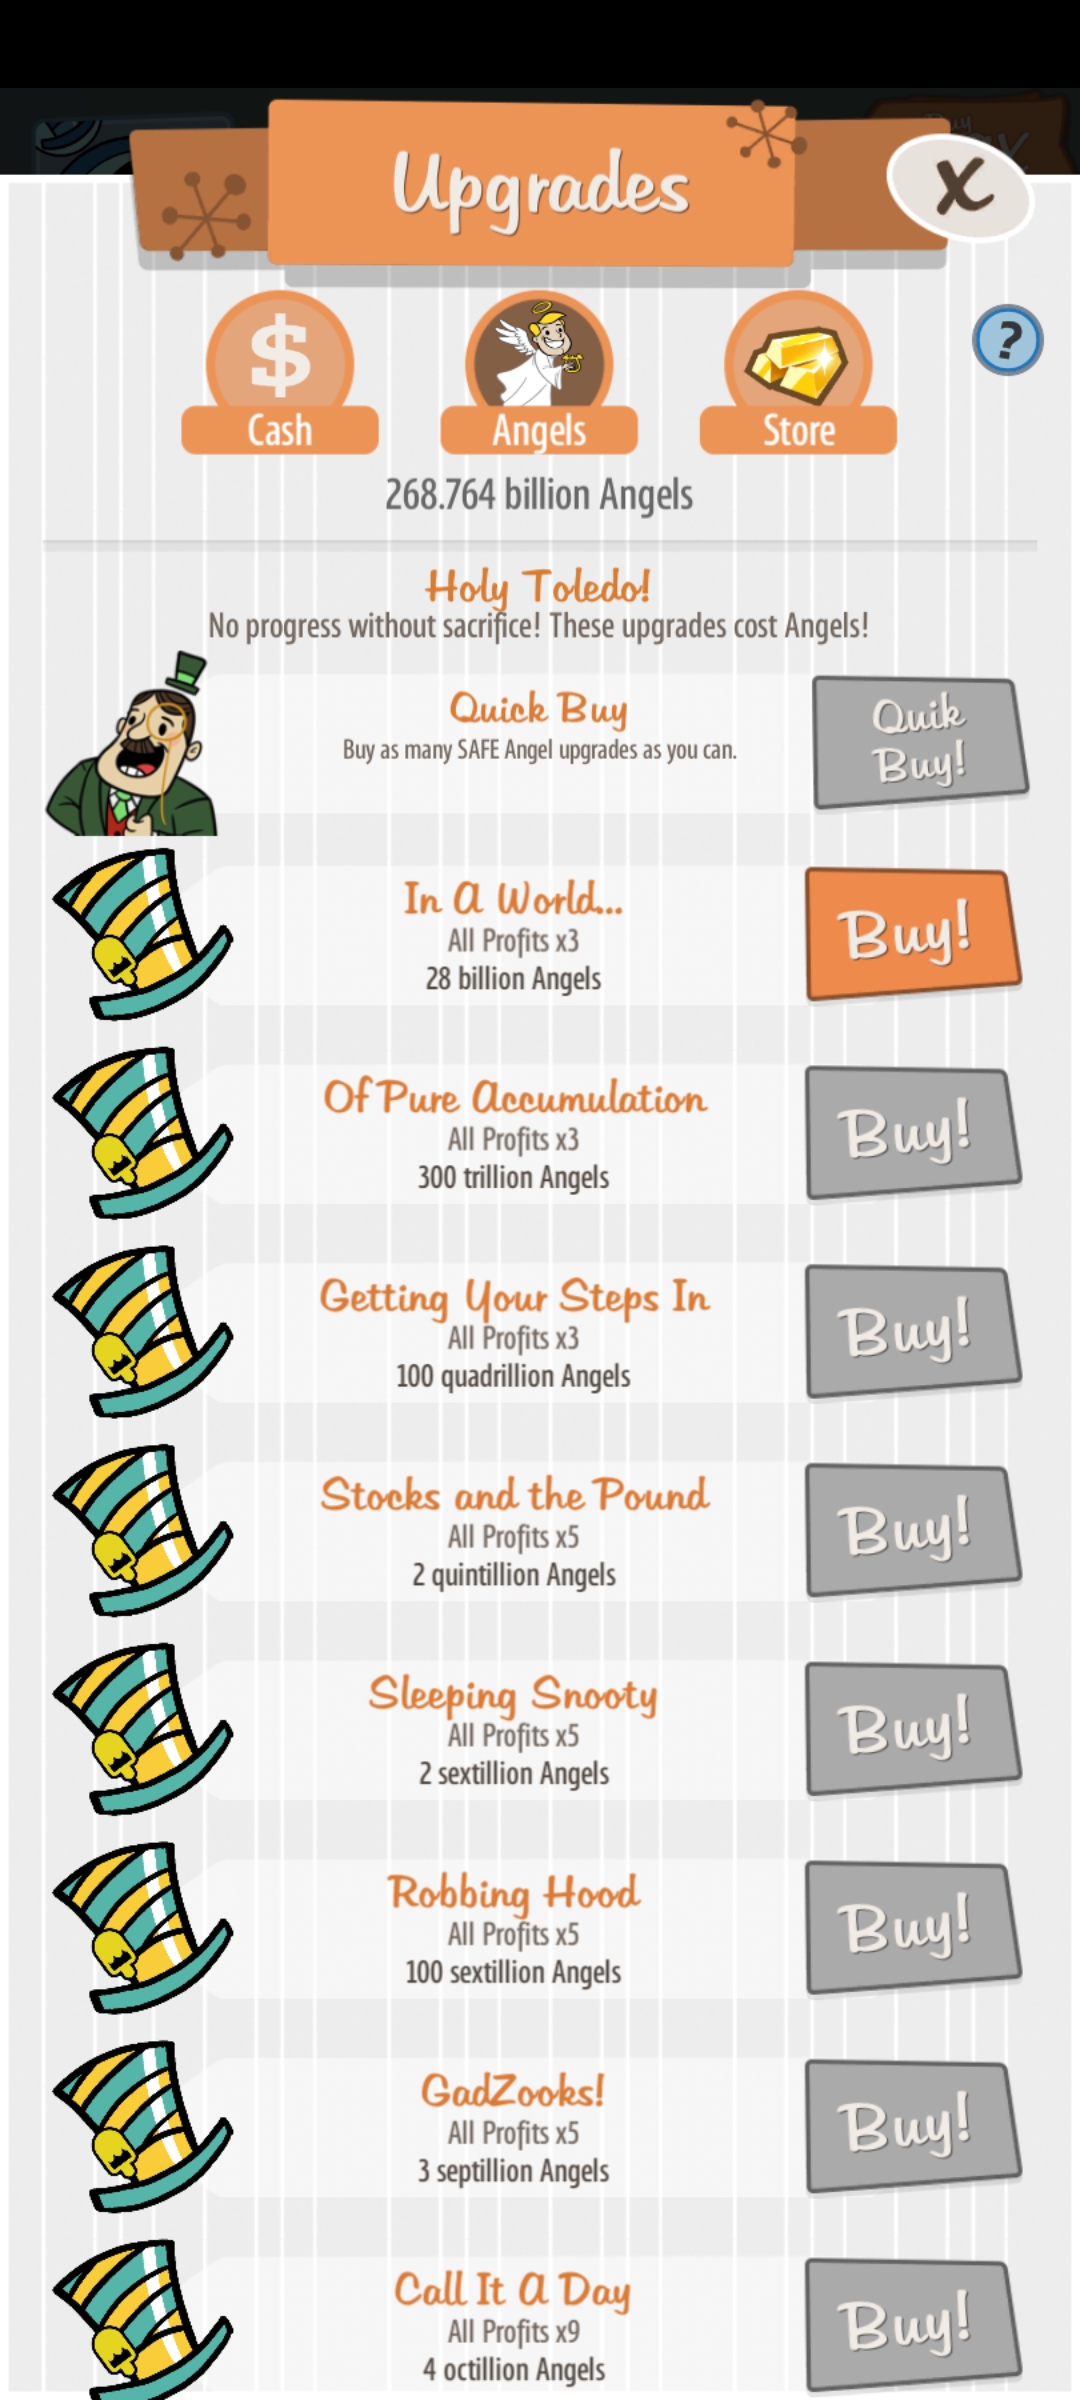 Upgrades
X
?
Cash
Angels
Store
268.764 billion Angels
Holy Toledo!
No progress without sacrifice! These upgrades cost Angels!
Quick Buy
Buy as many SAFE Angel upgrades as you can.
Quik
Buy!
In A World...
All Profits x3
28 billion Angels
Buy!
Of Pure Accumulation
All Profits x3
300 trillion Angels
Buy!
Getting Your Steps In
All Profits x3
100 quadrillion Angels
Buy!
Stocks and the Pound
All Profits x5
2 quintillion Angels
Buy!
Sleeping Snooty
All Profits x5
2 sextillion Angels
Buy!
Robbing Hood
All Profits x5
100 sextillion Angels
Buy!
GadZooks!
All Profits x5
3 septillion Angels
Buy!
Call It A Day
All Profits x9
4 octillion Angels
Buy!